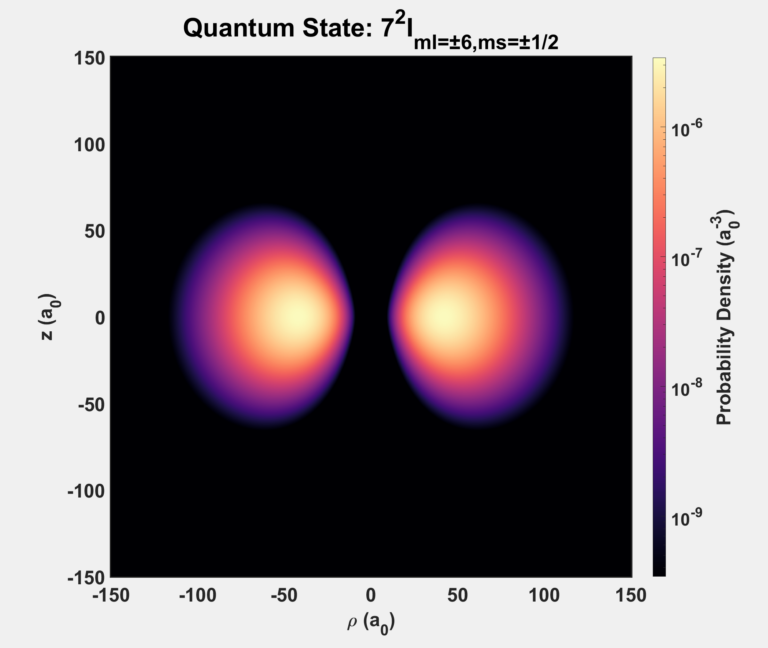 Quantum State: 7²I ml=±6,ms=±1/2
150
100
50
0
-50
-100
-150
z (a₀)
-150 -100 -50 0 50 100 150
ρ (a₀)
10⁻⁶
10⁻⁷
10⁻⁸
10⁻⁹
Probability Density (a₀⁻³)